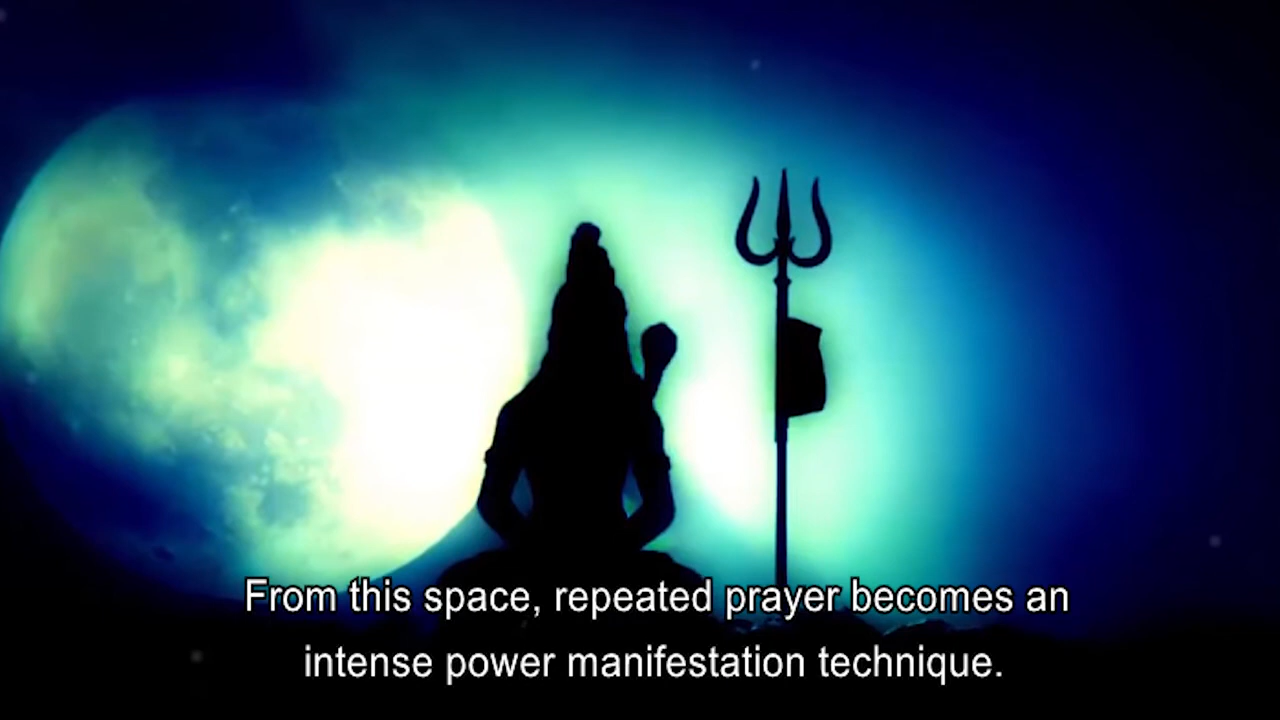 From this space, repeated prayer becomes an
intense power manifestation technique.